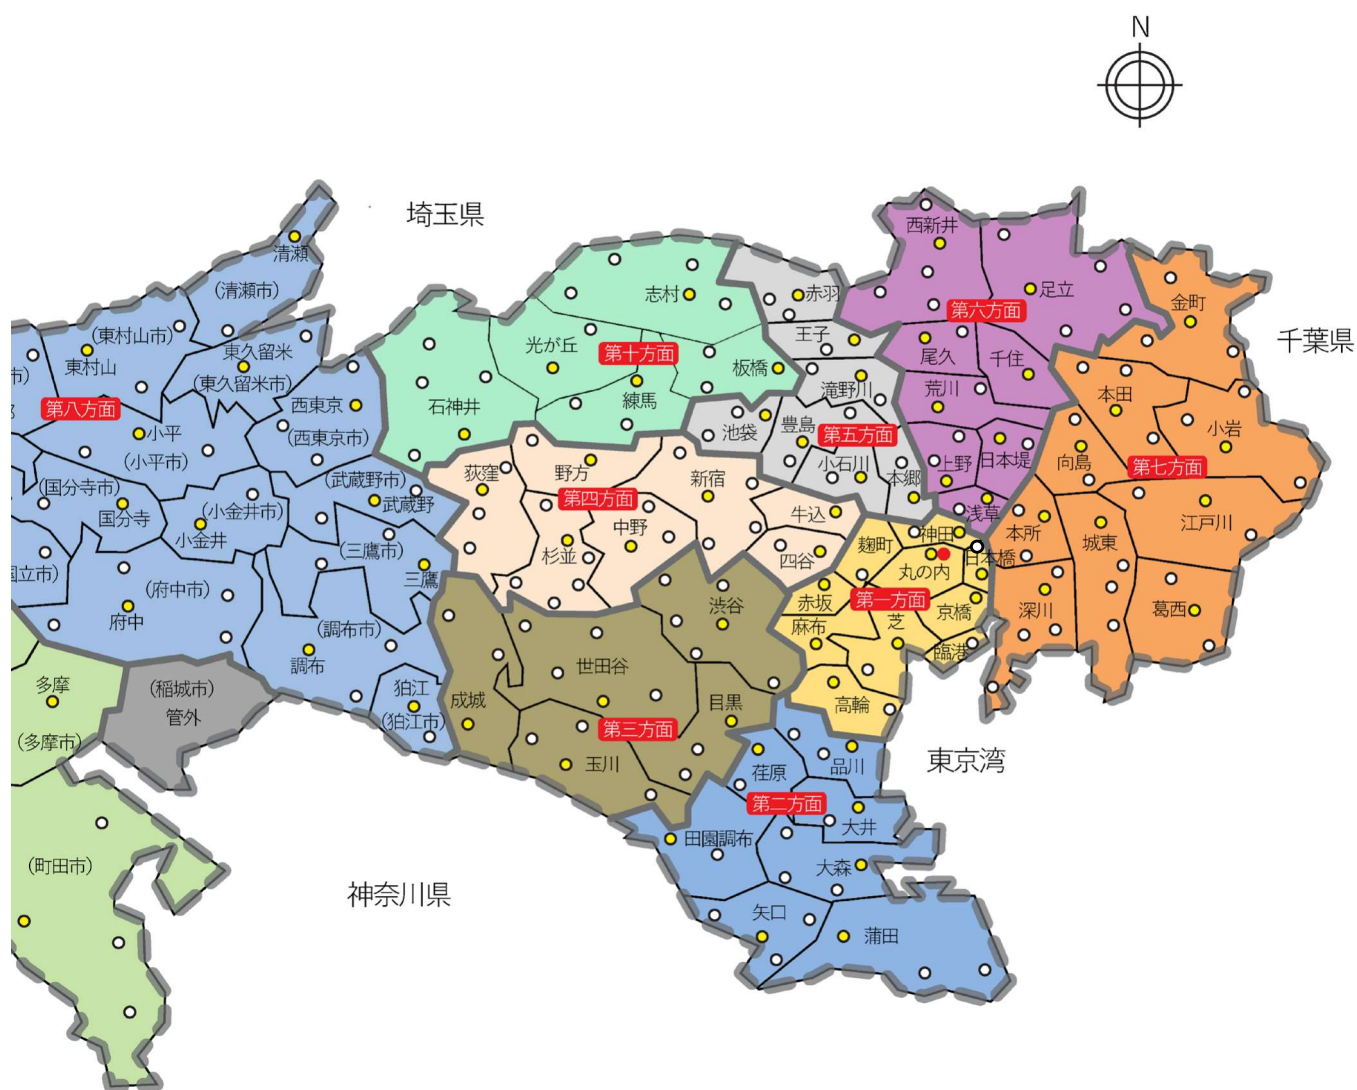 N
埼玉県
千葉県
東京湾
神奈川県
清瀬
(清瀬市)
(東村山市)
東村山
東久留米
(東久留米市)
第八方面
小平
(小平市)
西東京
(西東京市)
(武蔵野市)
武蔵野
(国分寺市)
国分寺
(小金井市)
小金井
(三鷹市)
三鷹
国立市)
市)
(府中市)
府中
(調布市)
調布
狛江
(狛江市)
多摩
(多摩市)
(稲城市)
管外
(町田市)
志村
光が丘
第十方面
石神井
練馬
板橋
赤羽
王子
滝野川
池袋
豊島
第五方面
小石川
本郷
西新井
足立
第六方面
尾久
千住
荒川
上野
日本堤
浅草
金町
本田
小岩
向島
第七方面
江戸川
本所
城東
深川
葛西
荻窪
野方
新宿
第四方面
中野
杉並
牛込
四谷
神田
麹町
丸の内
日本橋
第一方面
赤坂
京橋
麻布
芝
臨港
高輪
渋谷
世田谷
成城
目黒
第三方面
玉川
荏原
品川
第二方面
大井
田園調布
大森
矢口
蒲田